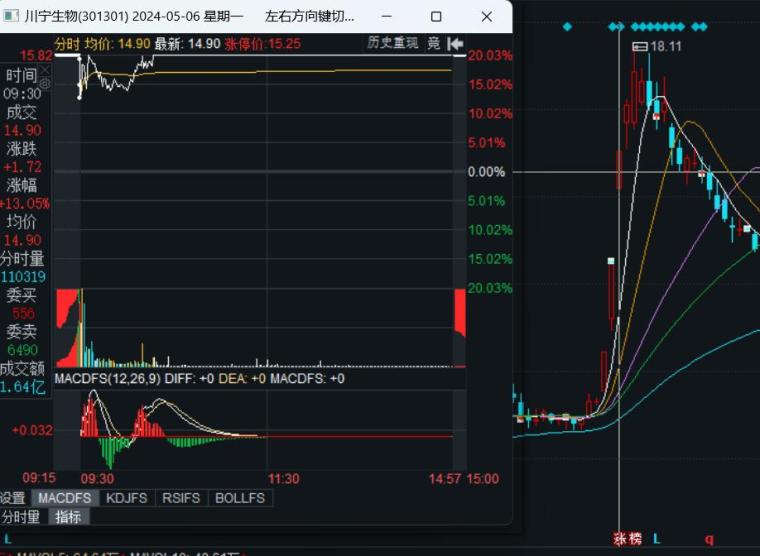 川宁生物(301301) 2024-05-06 星期一 左右方向键切...
分时 均价: 14.90 最新: 14.90 涨停价:15.25 历史重现 竞
15.82
时间
09:30
成交
14.90
涨跌
+1.72
涨幅
+13.05%
均价
14.90
分时量
110319
委买
556
委卖
6490
成交额
1.64亿
+0.032
20.03%
15.02%
10.02%
5.01%
0.00%
5.01%
10.02%
15.02%
20.03%
MACDFS(12,26,9) DIFF: +0 DEA: +0 MACDFS: +0
09:15 09:30 11:30 14:57 15:00
设置 MACDFS KDJFS RSIFS BOLLFS
分时量 指标
18.11
L 涨榜 L q